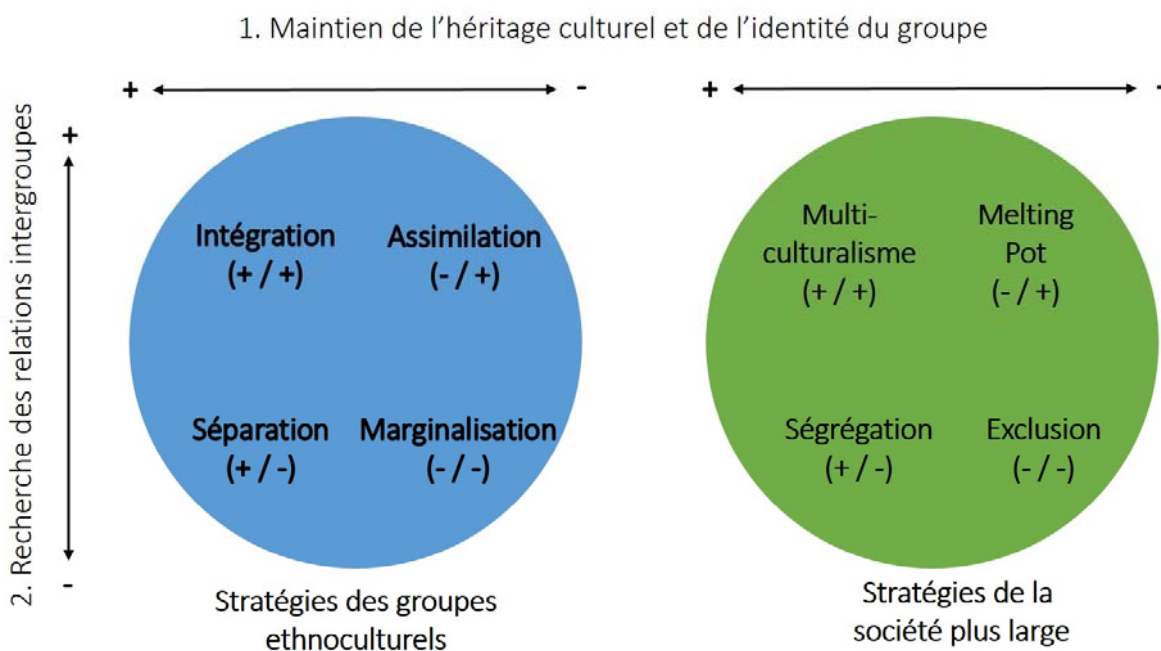 1. Maintien de l’héritage culturel et de l’identité du groupe
+ -
+ -
2. Recherche des relations intergroupes
+
-
Intégration
(+ / +)
Assimilation
(- / +)
Séparation
(+ / -)
Marginalisation
(- / -)
Stratégies des groupes
ethnoculturels
Multi-
culturalisme
(+ / +)
Melting
Pot
(- / +)
Ségrégation
(+ / -)
Exclusion
(- / -)
Stratégies de la
société plus large